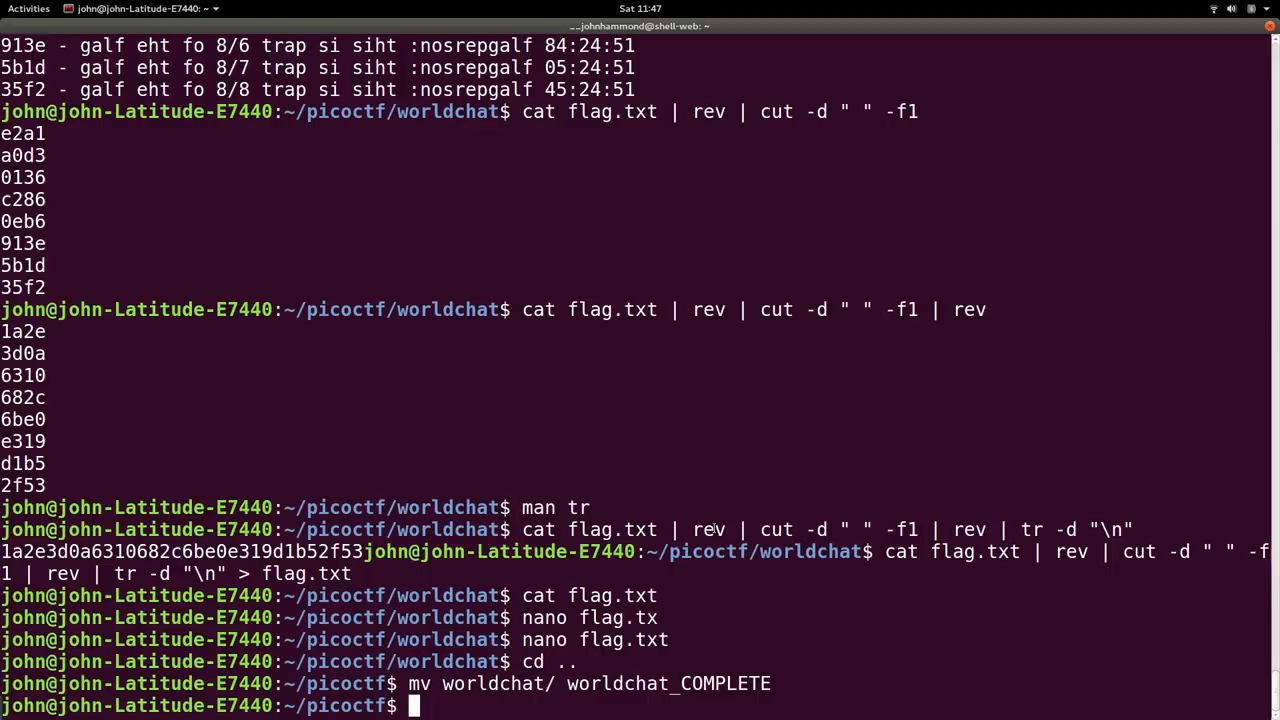 Activities john@john-Latitude-E7440: ~ Sat 11:47
__johnhammond@shell-web: ~
913e - galf eht fo 8/6 trap si siht :nosrepgalf 84:24:51
5b1d - galf eht fo 8/7 trap si siht :nosrepgalf 05:24:51
35f2 - galf eht fo 8/8 trap si siht :nosrepgalf 45:24:51
john@john-Latitude-E7440:~/picoctf/worldchat$ cat flag.txt | rev | cut -d " " -f1
e2a1
a0d3
0136
c286
0eb6
913e
5b1d
35f2
john@john-Latitude-E7440:~/picoctf/worldchat$ cat flag.txt | rev | cut -d " " -f1 | rev
1a2e
3d0a
6310
682c
6be0
e319
d1b5
2f53
john@john-Latitude-E7440:~/picoctf/worldchat$ man tr
john@john-Latitude-E7440:~/picoctf/worldchat$ cat flag.txt | rev | cut -d " " -f1 | rev | tr -d "\n"
1a2e3d0a6310682c6be0e319d1b52f53john@john-Latitude-E7440:~/picoctf/worldchat$ cat flag.txt | rev | cut -d " " -f
1 | rev | tr -d "\n" > flag.txt
john@john-Latitude-E7440:~/picoctf/worldchat$ cat flag.txt
john@john-Latitude-E7440:~/picoctf/worldchat$ nano flag.tx
john@john-Latitude-E7440:~/picoctf/worldchat$ nano flag.txt
john@john-Latitude-E7440:~/picoctf/worldchat$ cd ..
john@john-Latitude-E7440:~/picoctf$ mv worldchat/ worldchat_COMPLETE
john@john-Latitude-E7440:~/picoctf$